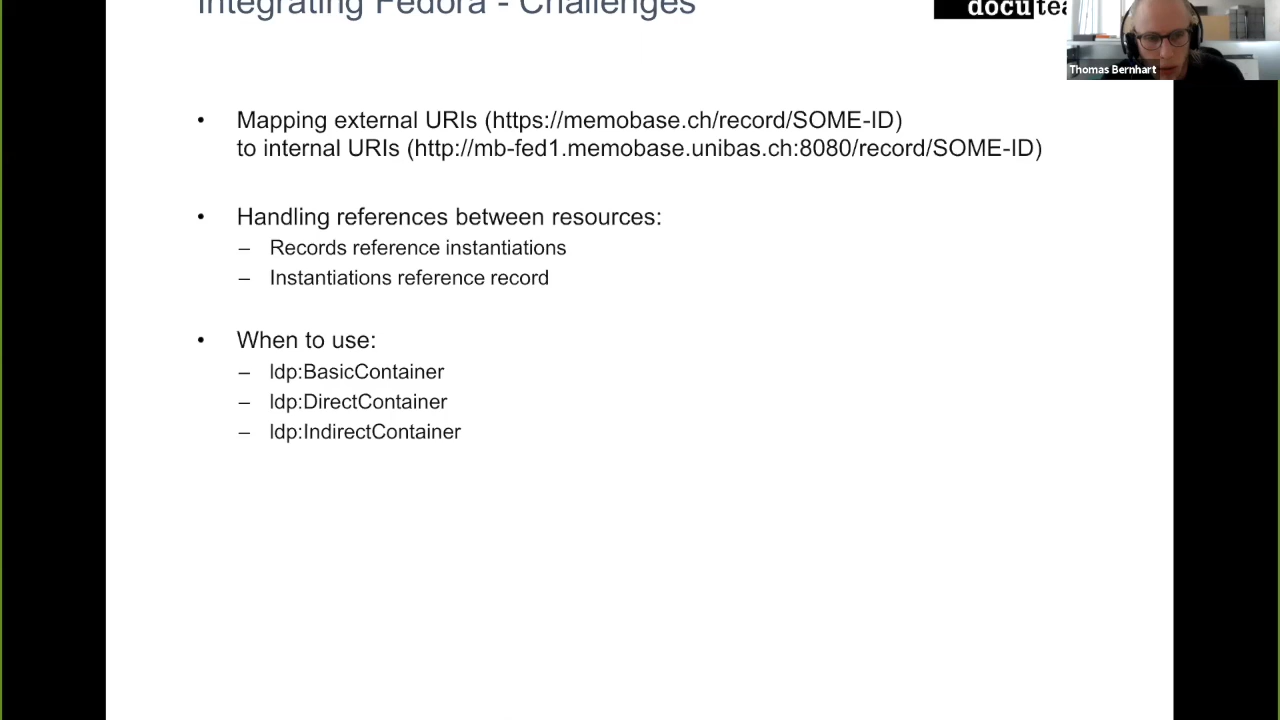 Integrating Fedora - Challenges
docutea
Thomas Bernhart
• Mapping external URIs (https://memobase.ch/record/SOME-ID)
to internal URIs (http://mb-fed1.memobase.unibas.ch:8080/record/SOME-ID)
• Handling references between resources:
– Records reference instantiations
– Instantiations reference record
• When to use:
– ldp:BasicContainer
– ldp:DirectContainer
– ldp:IndirectContainer